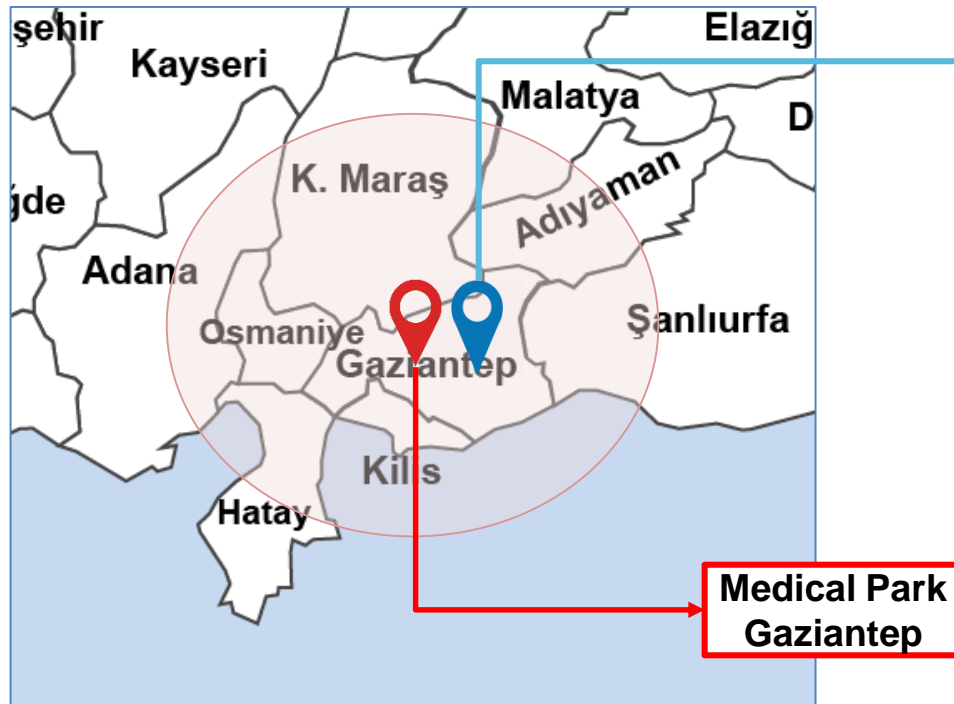 şehir
Elazığ
Kayseri
Malatya
D
K. Maraş
Adıyaman
ğde
Adana
Şanlıurfa
Osmaniye
Gaziantep
Kilis
Hatay
Medical Park
Gaziantep